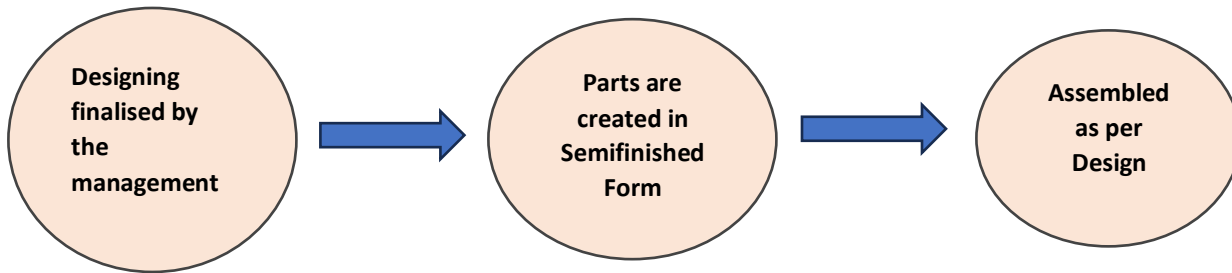 Designing
finalised by
the
management
Parts are
created in
Semifinished
Form
Assembled
as per
Design